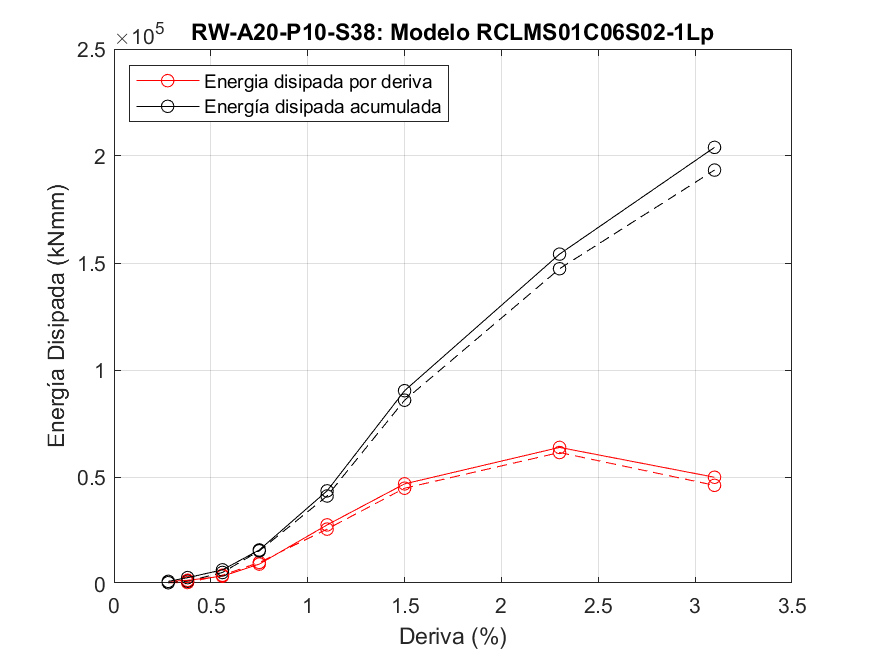 RW-A20-P10-S38: Modelo RCLMS01C06S02-1Lp
×10⁵
Energia disipada por deriva
Energía disipada acumulada
Energía Disipada (kNmm)
2.5
2
1.5
1
0.5
0
0 0.5 1 1.5 2 2.5 3 3.5
Deriva (%)